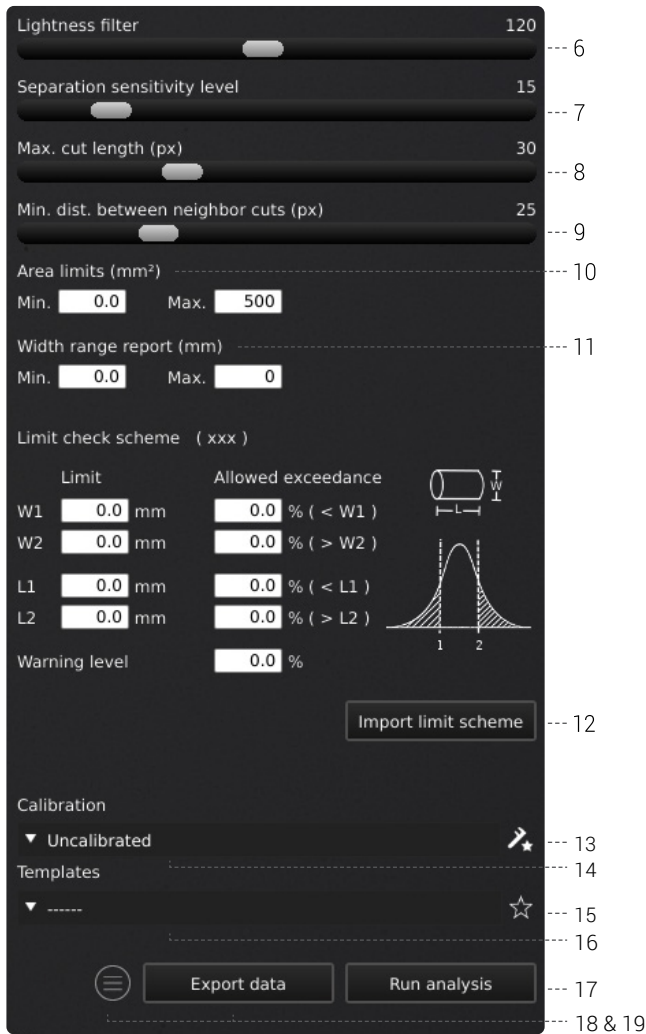 Lightness filter 120
6
Separation sensitivity level 15
7
Max. cut length (px) 30
8
Min. dist. between neighbor cuts (px) 25
9
Area limits (mm²)
10
Min. 0.0 Max. 500
Width range report (mm)
11
Min. 0.0 Max. 0
Limit check scheme ( xxx )
Limit Allowed exceedance
W
L
W1 0.0 mm 0.0 % ( < W1 )
W2 0.0 mm 0.0 % ( > W2 )
L1 0.0 mm 0.0 % ( < L1 )
L2 0.0 mm 0.0 % ( > L2 )
1 2
Warning level 0.0 %
Import limit scheme
12
Calibration
Uncalibrated
13
14
Templates
------
15
16
Export data Run analysis
17
18 & 19